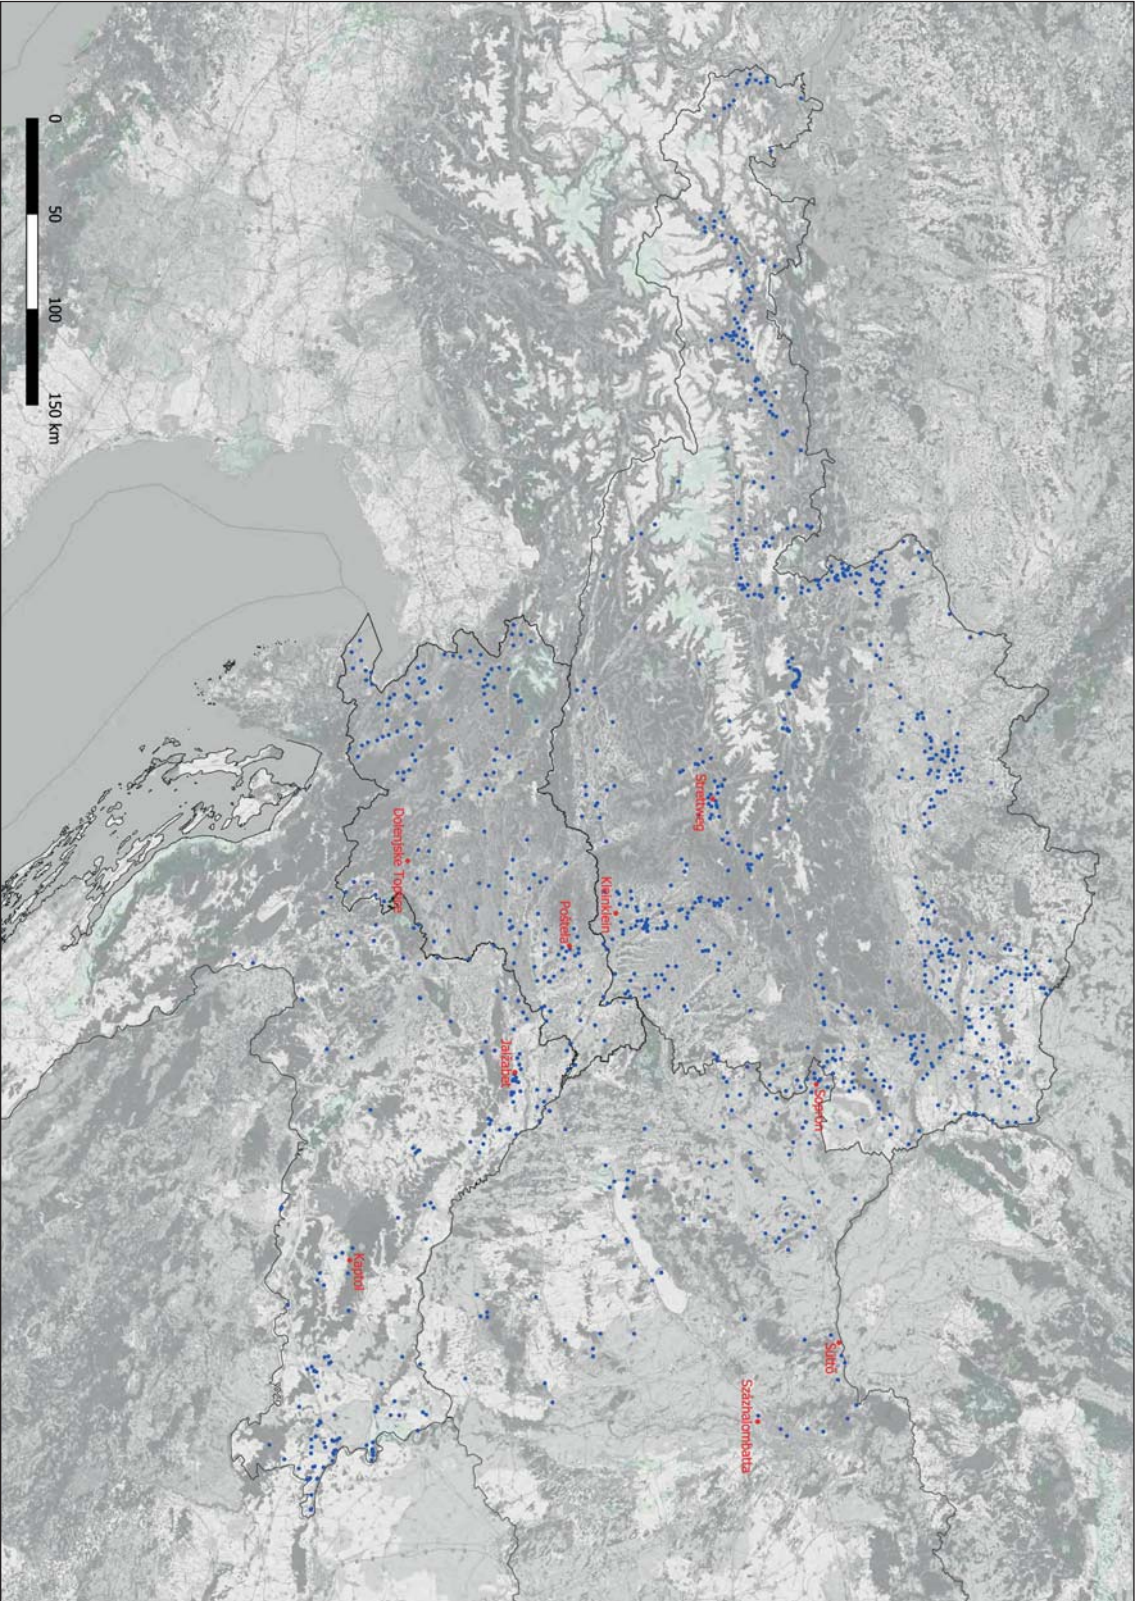 Süttő
Sopron
Százhalombatta
Strettweg
Kleinklein
Poštela
Jalžabet
Dolenjske Toplice
Kaptol
0 50 100 150 km